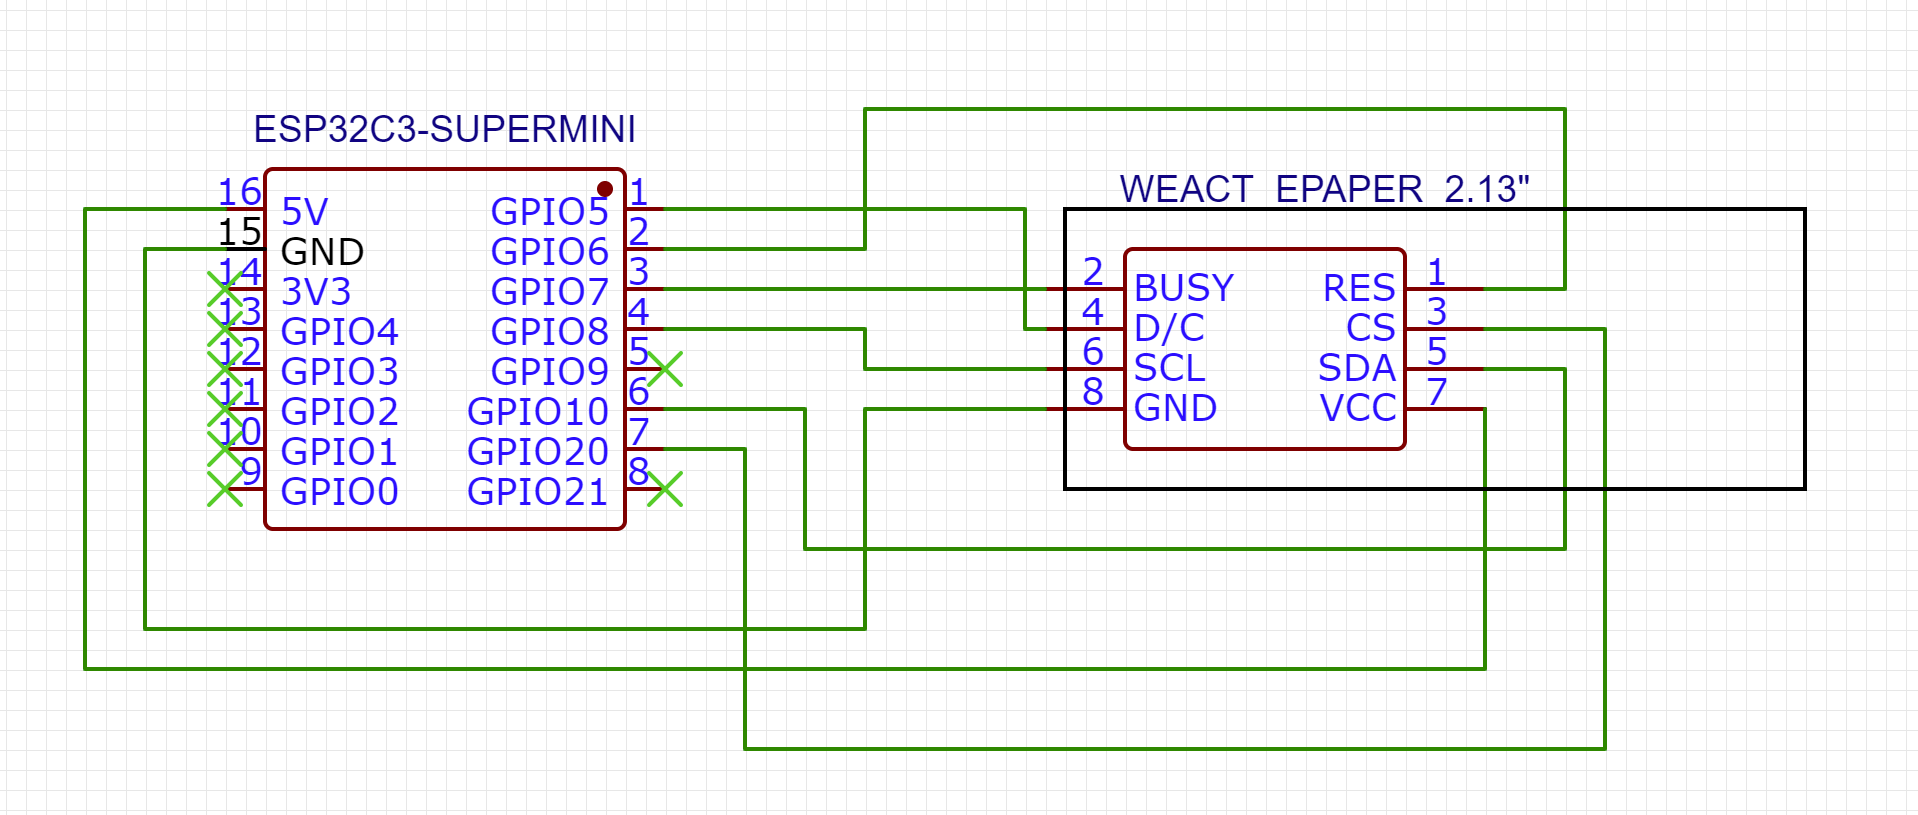 ESP32C3-SUPERMINI
16 5V GPIO5 1
15 GND GPIO6 2
14 3V3 GPIO7 3
13 GPIO4 GPIO8 4
12 GPIO3 GPIO9 5
11 GPIO2 GPIO10 6
10 GPIO1 GPIO20 7
9 GPIO0 GPIO21 8
WEACT EPAPER 2.13"
2 BUSY RES 1
4 D/C CS 3
6 SCL SDA 5
8 GND VCC 7